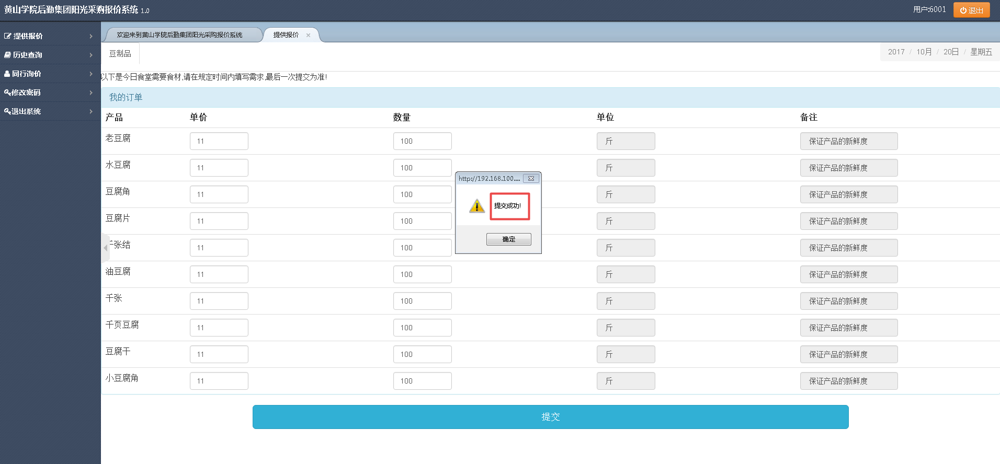 黄山学院后勤集团阳光采购报价系统 1.0
用户:6001
退出
提供报价
历史查询
同行询价
修改密码
退出系统
欢迎来到黄山学院后勤集团阳光采购报价系统
提供报价 ×
豆制品
2017 / 10月 / 20日 / 星期五
以下是今日食堂需要食材,请在规定时间内填写需求,最后一次提交为准!
我的订单
产品 单价 数量 单位 备注
老豆腐 11 100 斤 保证产品的新鲜度
水豆腐 11 100 斤 保证产品的新鲜度
豆腐角 11 100 斤 保证产品的新鲜度
豆腐片 11 100 斤 保证产品的新鲜度
千张结 11 100 斤 保证产品的新鲜度
油豆腐 11 100 斤 保证产品的新鲜度
千张 11 100 斤 保证产品的新鲜度
千页豆腐 11 100 斤 保证产品的新鲜度
豆腐干 11 100 斤 保证产品的新鲜度
小豆腐角 11 100 斤 保证产品的新鲜度
http://192.168.100....
提交成功!
确定
提交